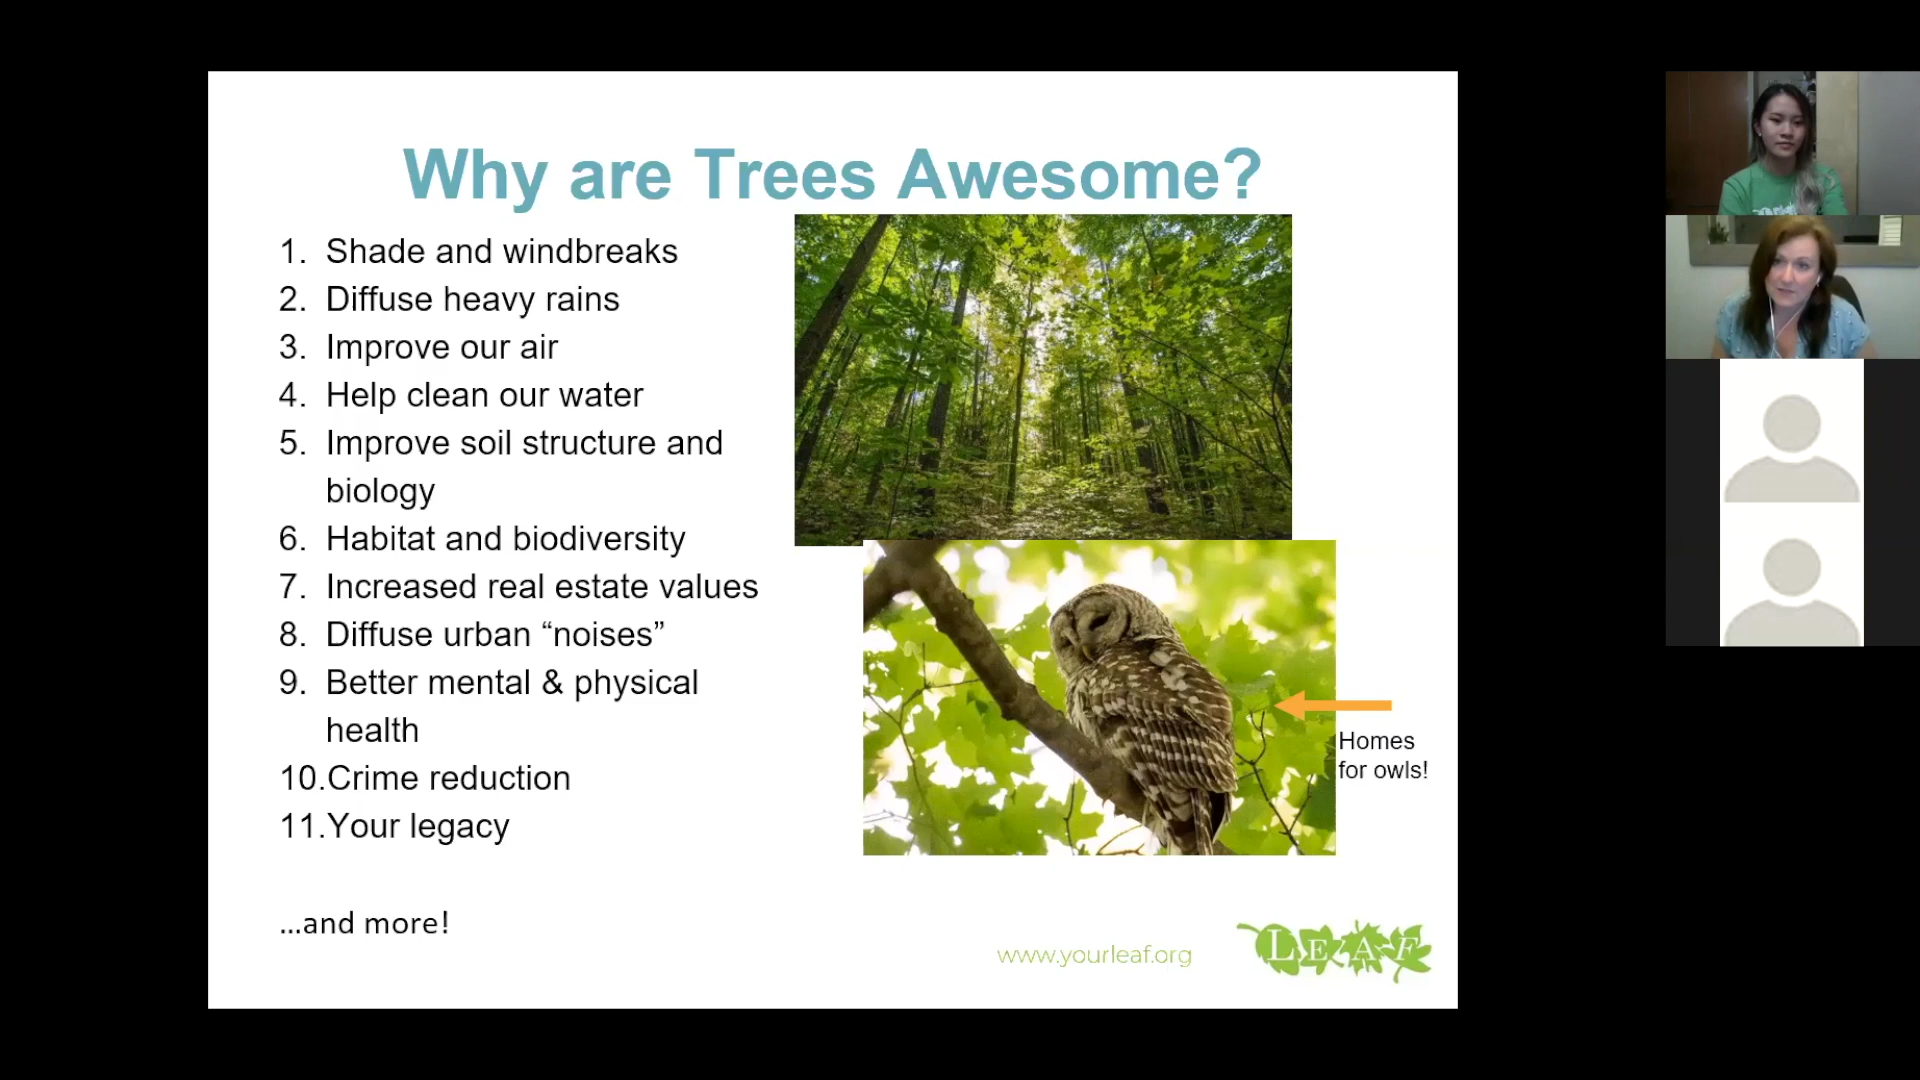 Why are Trees Awesome?
1. Shade and windbreaks
2. Diffuse heavy rains
3. Improve our air
4. Help clean our water
5. Improve soil structure and
biology
6. Habitat and biodiversity
7. Increased real estate values
8. Diffuse urban “noises”
9. Better mental & physical
health
10.Crime reduction
11.Your legacy
...and more!
Homes
for owls!
www.yourleaf.org
LEAF